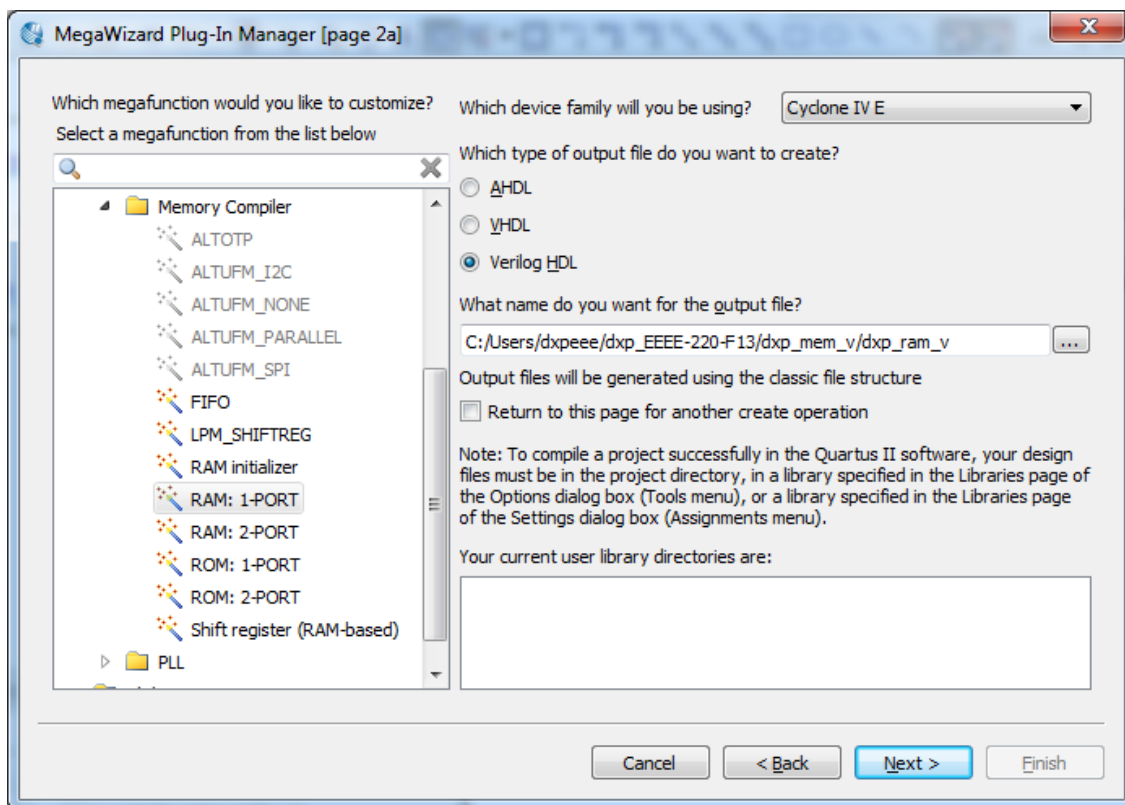 MegaWizard Plug-In Manager [page 2a]
X
Which megafunction would you like to customize?
Select a megafunction from the list below
Memory Compiler
ALTOTP
ALTUFM_I2C
ALTUFM_NONE
ALTUFM_PARALLEL
ALTUFM_SPI
FIFO
LPM_SHIFTREG
RAM initializer
RAM: 1-PORT
RAM: 2-PORT
ROM: 1-PORT
ROM: 2-PORT
Shift register (RAM-based)
PLL
Which device family will you be using?
Cyclone IV E
Which type of output file do you want to create?
AHDL
VHDL
Verilog HDL
What name do you want for the output file?
C:/Users/dxpeee/dxp_EEEE-220-F13/dxp_mem_v/dxp_ram_v
...
Output files will be generated using the classic file structure
Return to this page for another create operation
Note: To compile a project successfully in the Quartus II software, your design
files must be in the project directory, in a library specified in the Libraries page of
the Options dialog box (Tools menu), or a library specified in the Libraries page
of the Settings dialog box (Assignments menu).
Your current user library directories are:
Cancel
< Back
Next >
Finish